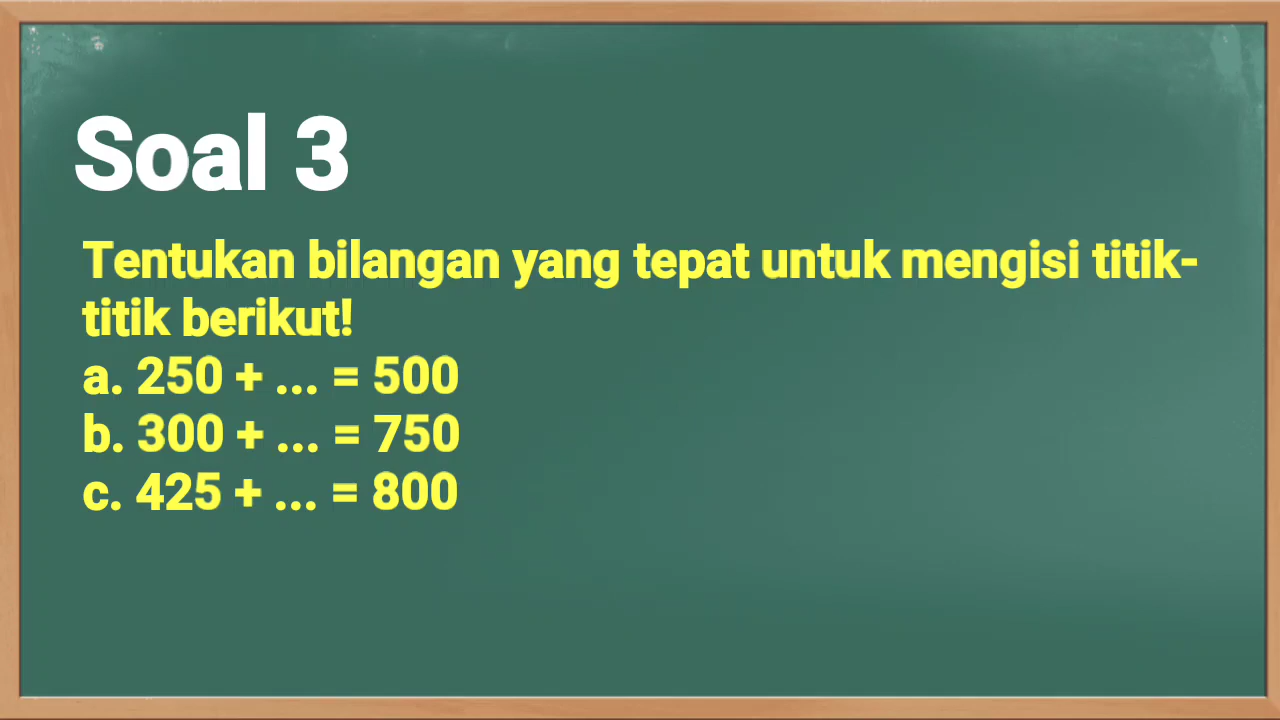 Soal 3
Tentukan bilangan yang tepat untuk mengisi titik-
titik berikut!
a. 250 + ... = 500
b. 300 + ... = 750
c. 425 + ... = 800